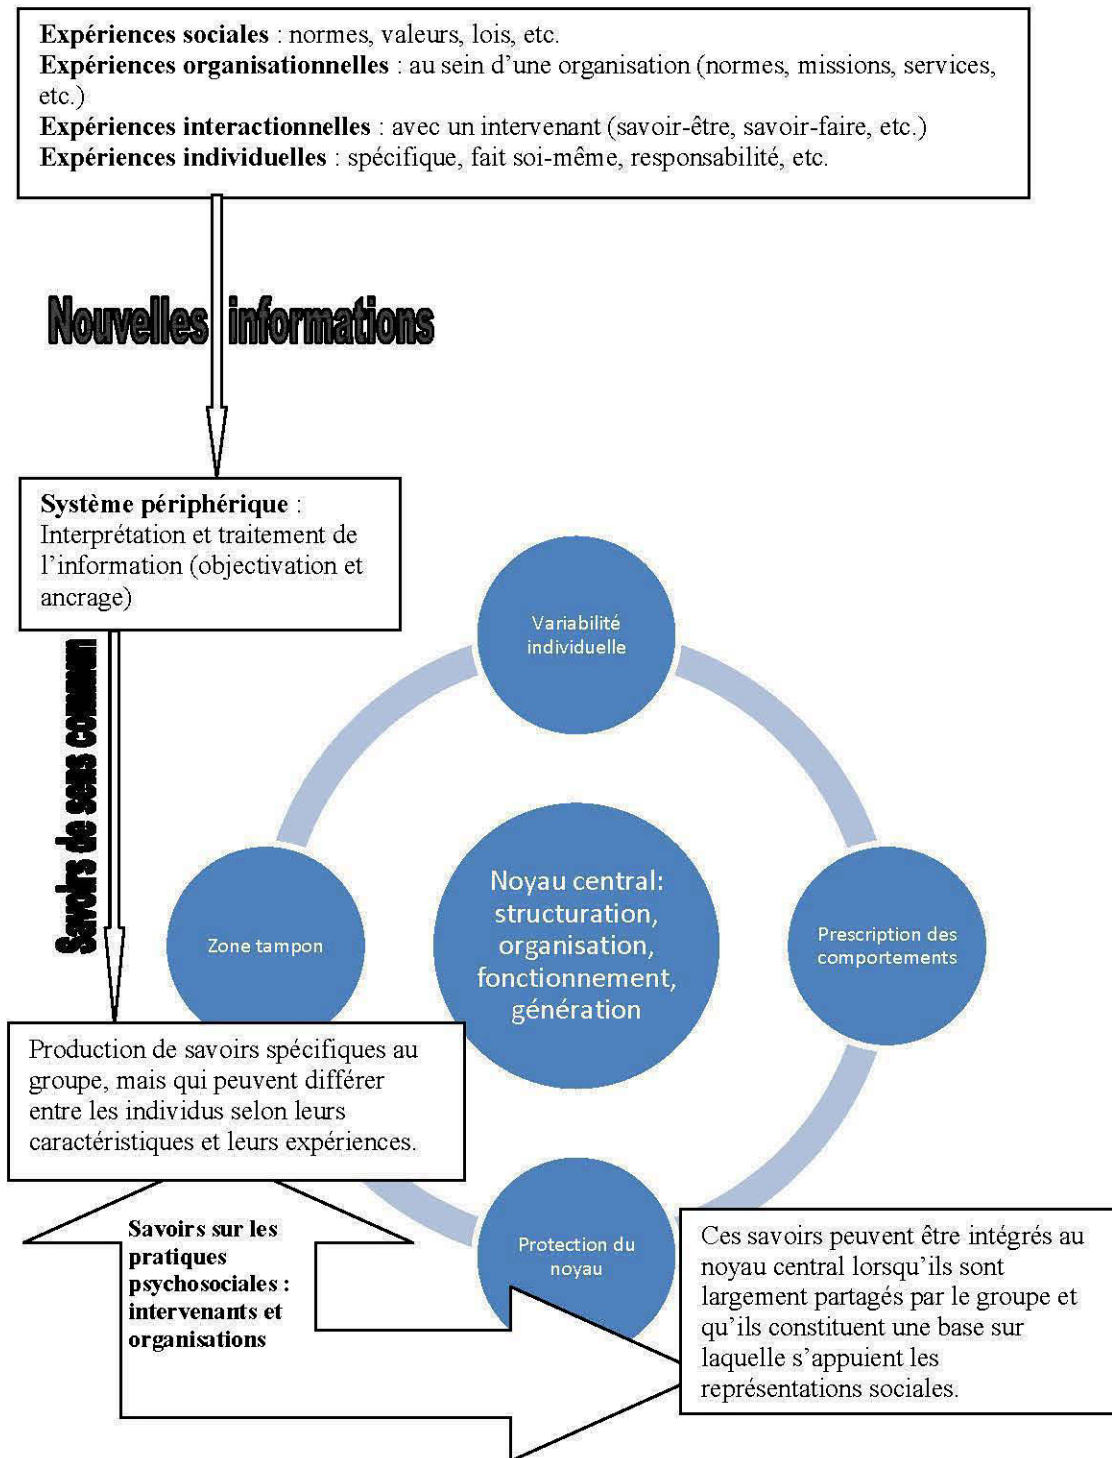 Expériences sociales : normes, valeurs, lois, etc.
Expériences organisationnelles : au sein d’une organisation (normes, missions, services,
etc.)
Expériences interactionnelles : avec un intervenant (savoir-être, savoir-faire, etc.)
Expériences individuelles : spécifique, fait soi-même, responsabilité, etc.
Nouvelles informations
Système périphérique :
Interprétation et traitement de
l’information (objectivation et
ancrage)
Savoirs de sens commun
Variabilité
individuelle
Zone tampon
Noyau central:
structuration,
organisation,
fonctionnement,
génération
Prescription des
comportements
Production de savoirs spécifiques au
groupe, mais qui peuvent différer
entre les individus selon leurs
caractéristiques et leurs expériences.
Savoirs sur les
pratiques
psychosociales :
intervenants et
organisations
Protection du
noyau
Ces savoirs peuvent être intégrés au
noyau central lorsqu’ils sont
largement partagés par le groupe et
qu’ils constituent une base sur
laquelle s’appuient les
représentations sociales.